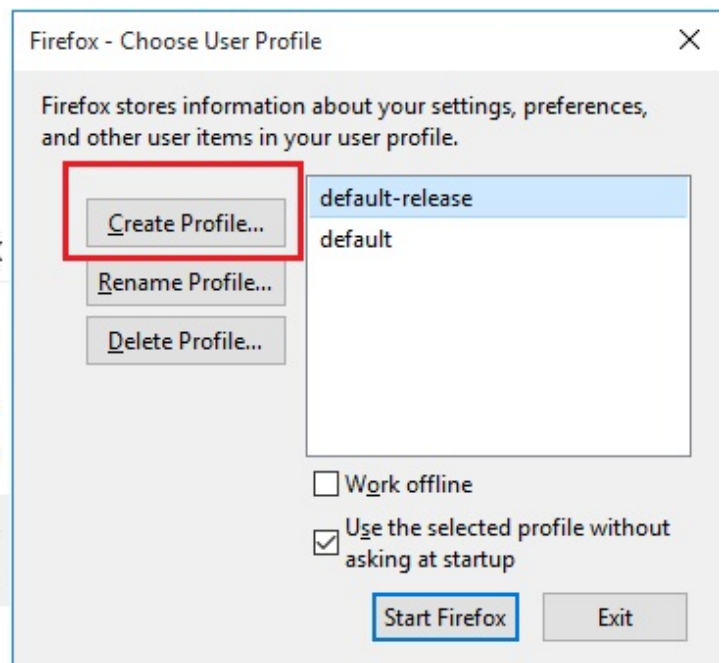 Firefox - Choose User Profile
Firefox stores information about your settings, preferences,
and other user items in your user profile.
Create Profile...
Rename Profile...
Delete Profile...
default-release
default
Work offline
Use the selected profile without
asking at startup
Start Firefox
Exit